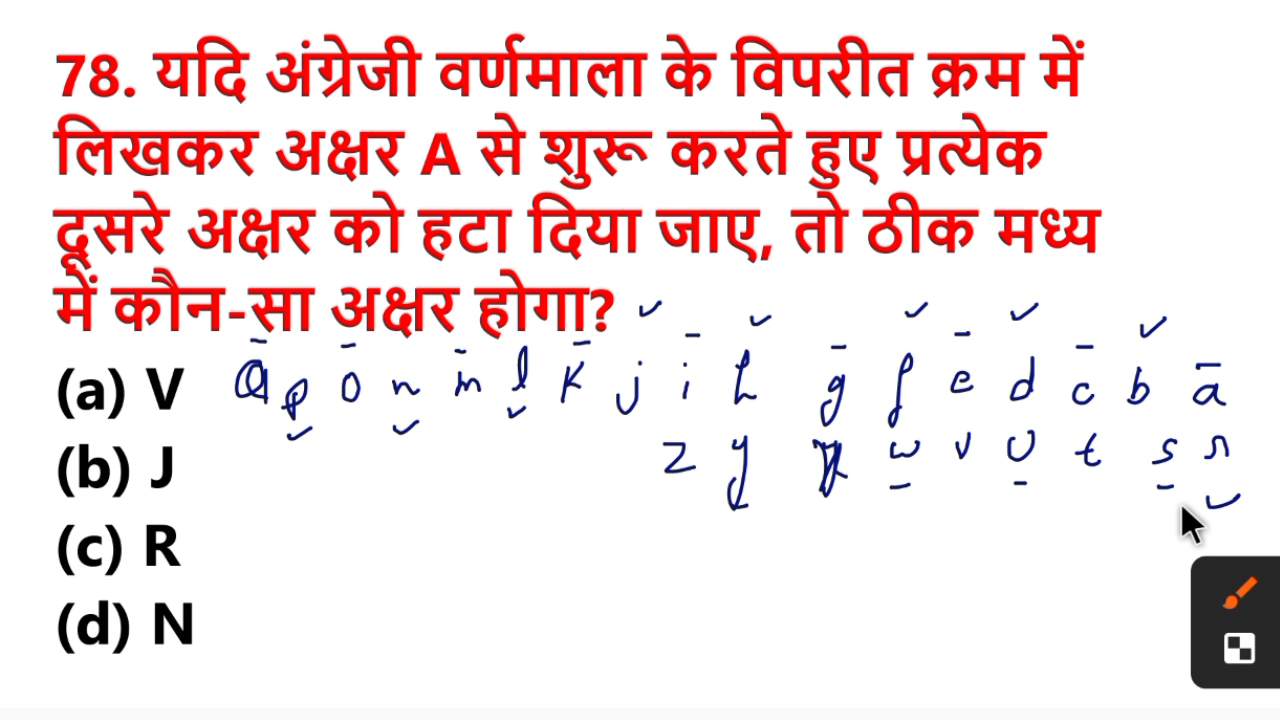 78. यदि अंग्रेजी वर्णमाला के विपरीत क्रम में
लिखकर अक्षर A से शुरू करते हुए प्रत्येक
दूसरे अक्षर को हटा दिया जाए, तो ठीक मध्य
में कौन-सा अक्षर होगा?
(a) V
Q p o n m l K j i h g f e d c b a
(b) J
z y x w v U t s r
(c) R
(d) N